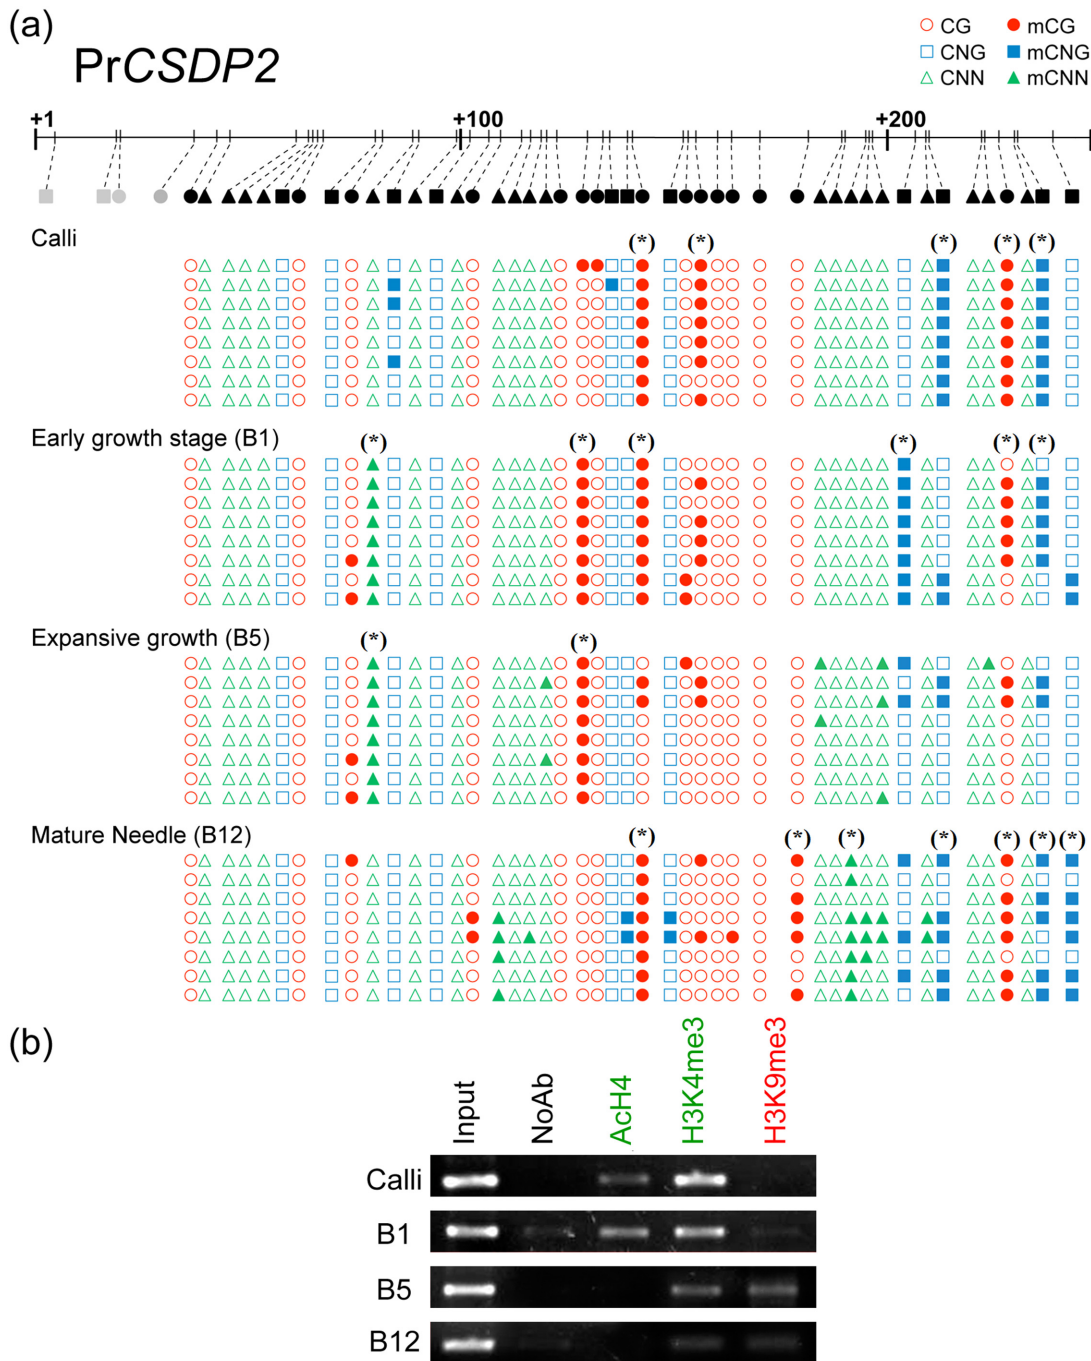 (a)
PrCSDP2
CG mCG
CNG mCNG
CNN mCNN
+1 +100 +200
Calli
(*) (*) (*) (*) (*)
Early growth stage (B1)
(*) (*) (*) (*) (*) (*)
Expansive growth (B5)
(*) (*)
Mature Needle (B12)
(*) (*) (*) (*) (*) (*) (*)
(b)
Input NoAb AcH4 H3K4me3 H3K9me3
Calli
B1
B5
B12